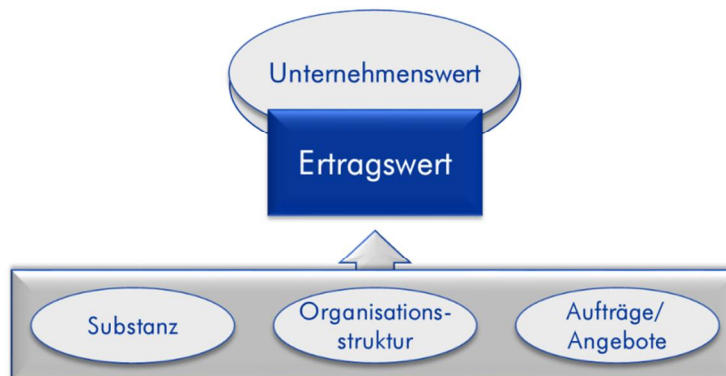 Unternehmenswert
Ertragswert
Substanz
Organisations-
struktur
Aufträge/
Angebote